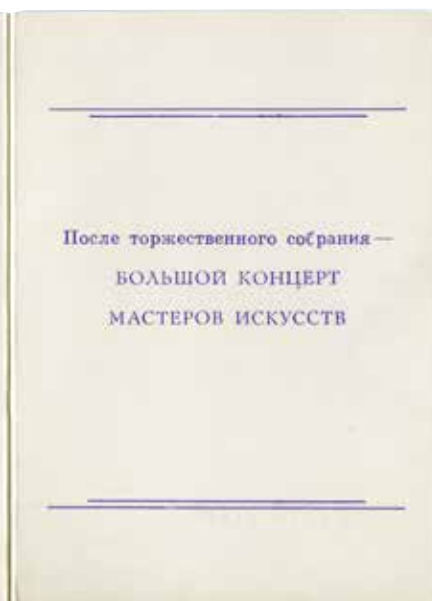 После торжественного собрания —
БОЛЬШОЙ КОНЦЕРТ
МАСТЕРОВ ИСКУССТВ